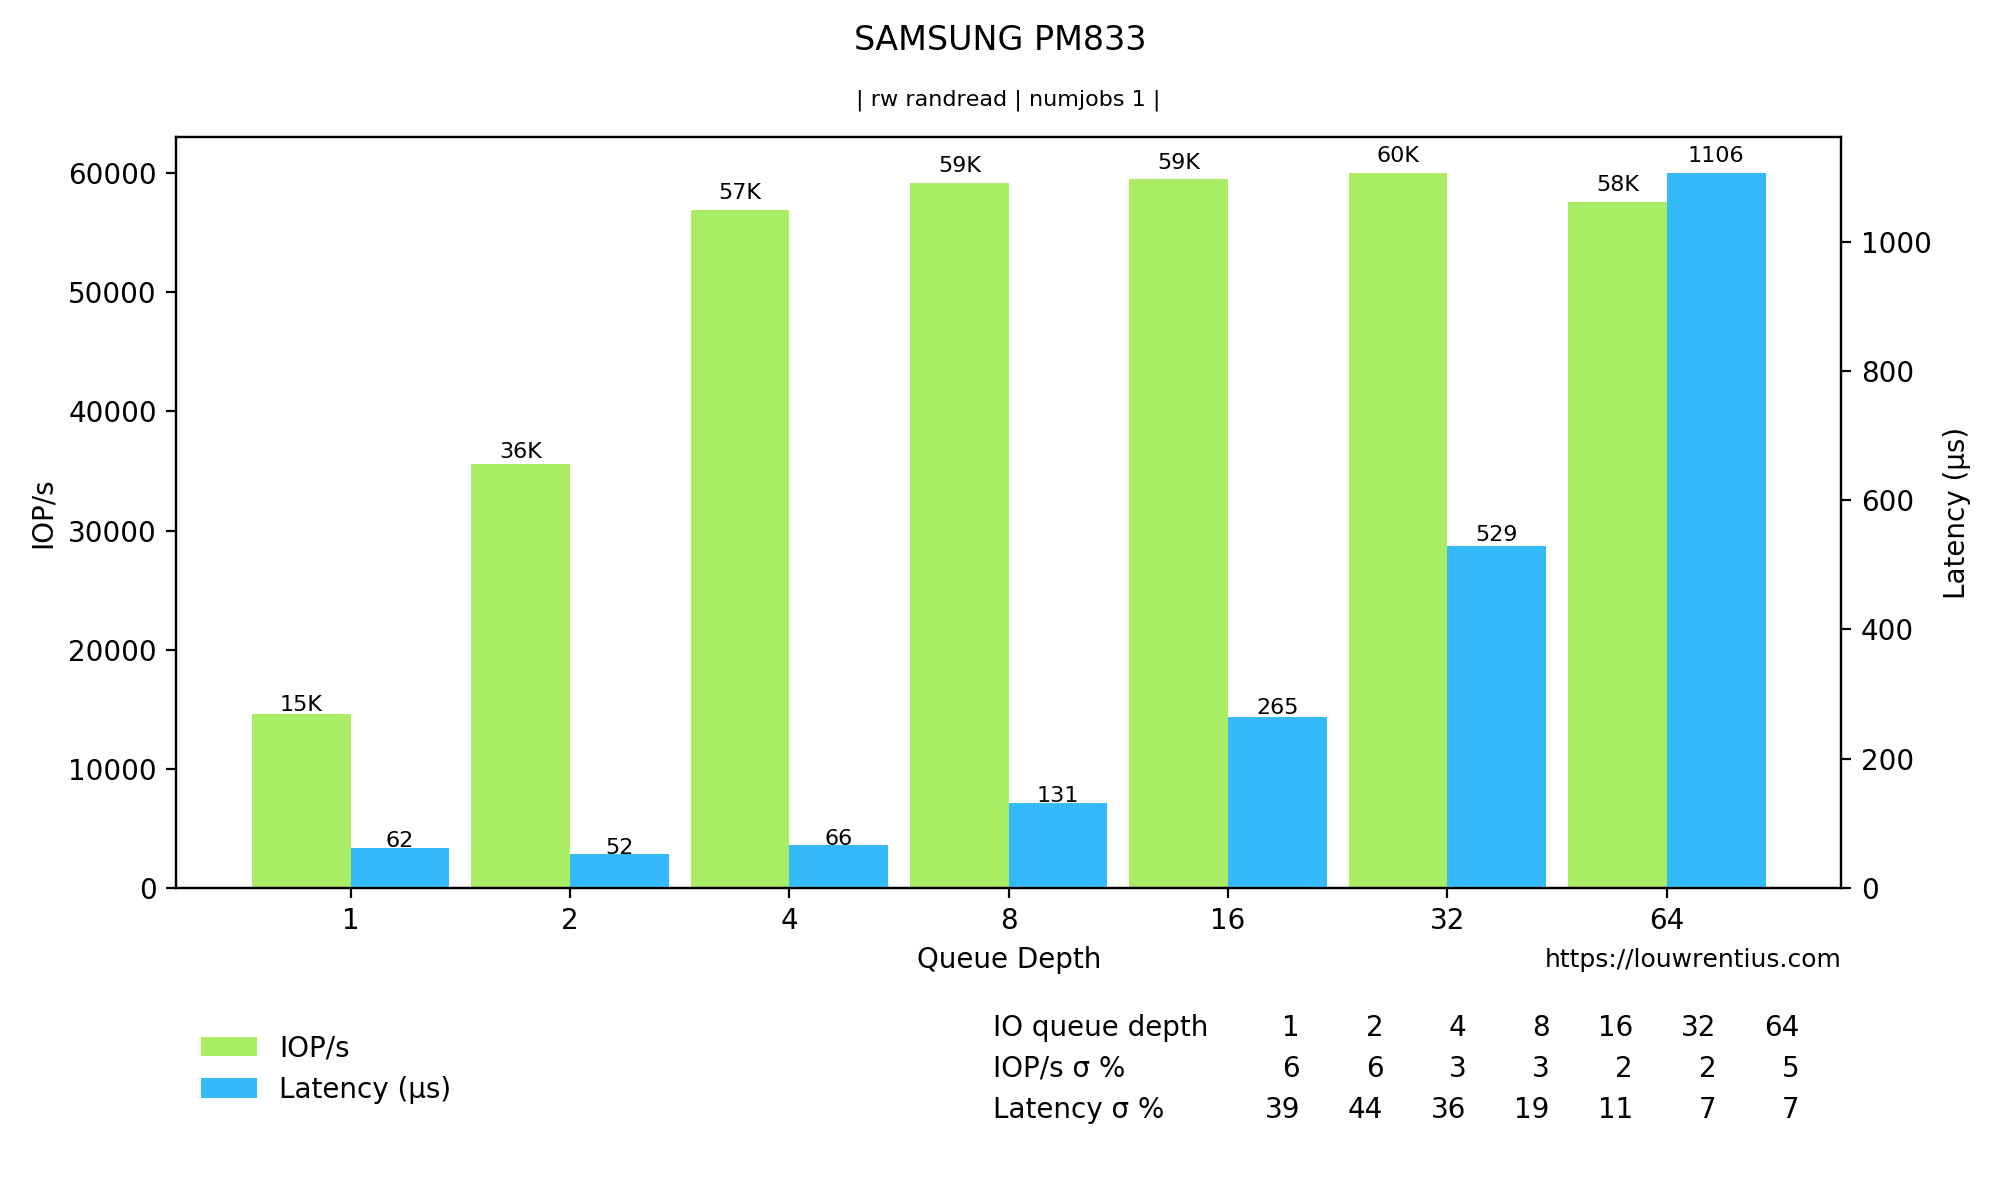 SAMSUNG PM833
| rw randread | numjobs 1 |
60000
50000
40000
30000
20000
10000
0
IOP/s
15K
62
36K
52
57K
66
59K
131
59K
265
60K
529
58K
1106
1000
800
600
400
200
0
Latency (µs)
1 2 4 8 16 32 64
Queue Depth
https://louwrentius.com
IOP/s
Latency (µs)
IO queue depth 1 2 4 8 16 32 64
IOP/s σ % 6 6 3 3 2 2 5
Latency σ % 39 44 36 19 11 7 7